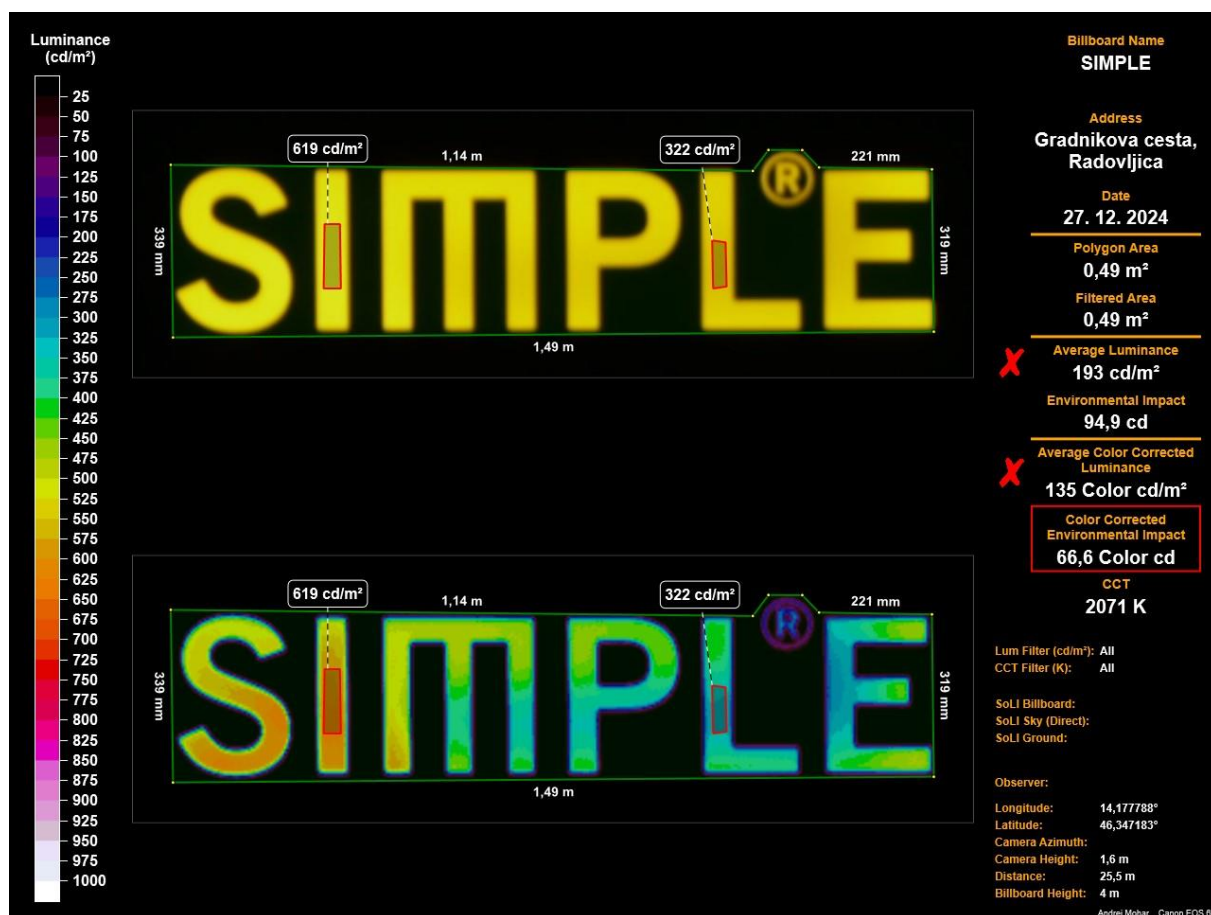 Luminance
(cd/m²)
25
50
75
100
125
150
175
200
225
250
275
300
325
350
375
400
425
450
475
500
525
550
575
600
625
650
675
700
725
750
775
800
825
850
875
900
925
950
975
1000
619 cd/m²
1,14 m
322 cd/m²
221 mm
SIMPLE®
339 mm
319 mm
1,49 m
619 cd/m²
1,14 m
322 cd/m²
221 mm
SIMPLE®
339 mm
319 mm
1,49 m
Billboard Name
SIMPLE
Address
Gradnikova cesta,
Radovljica
Date
27. 12. 2024
Polygon Area
0,49 m²
Filtered Area
0,49 m²
Average Luminance
193 cd/m²
Environmental Impact
94,9 cd
Average Color Corrected
Luminance
135 Color cd/m²
Color Corrected
Environmental Impact
66,6 Color cd
CCT
2071 K
Lum Filter (cd/m²): All
CCT Filter (K): All
SoLI Billboard:
SoLI Sky (Direct):
SoLI Ground:
Observer:
Longitude: 14,177788°
Latitude: 46,347183°
Camera Azimuth:
Camera Height: 1,6 m
Distance: 25,5 m
Billboard Height: 4 m
Andrej Mohar Canon EOS